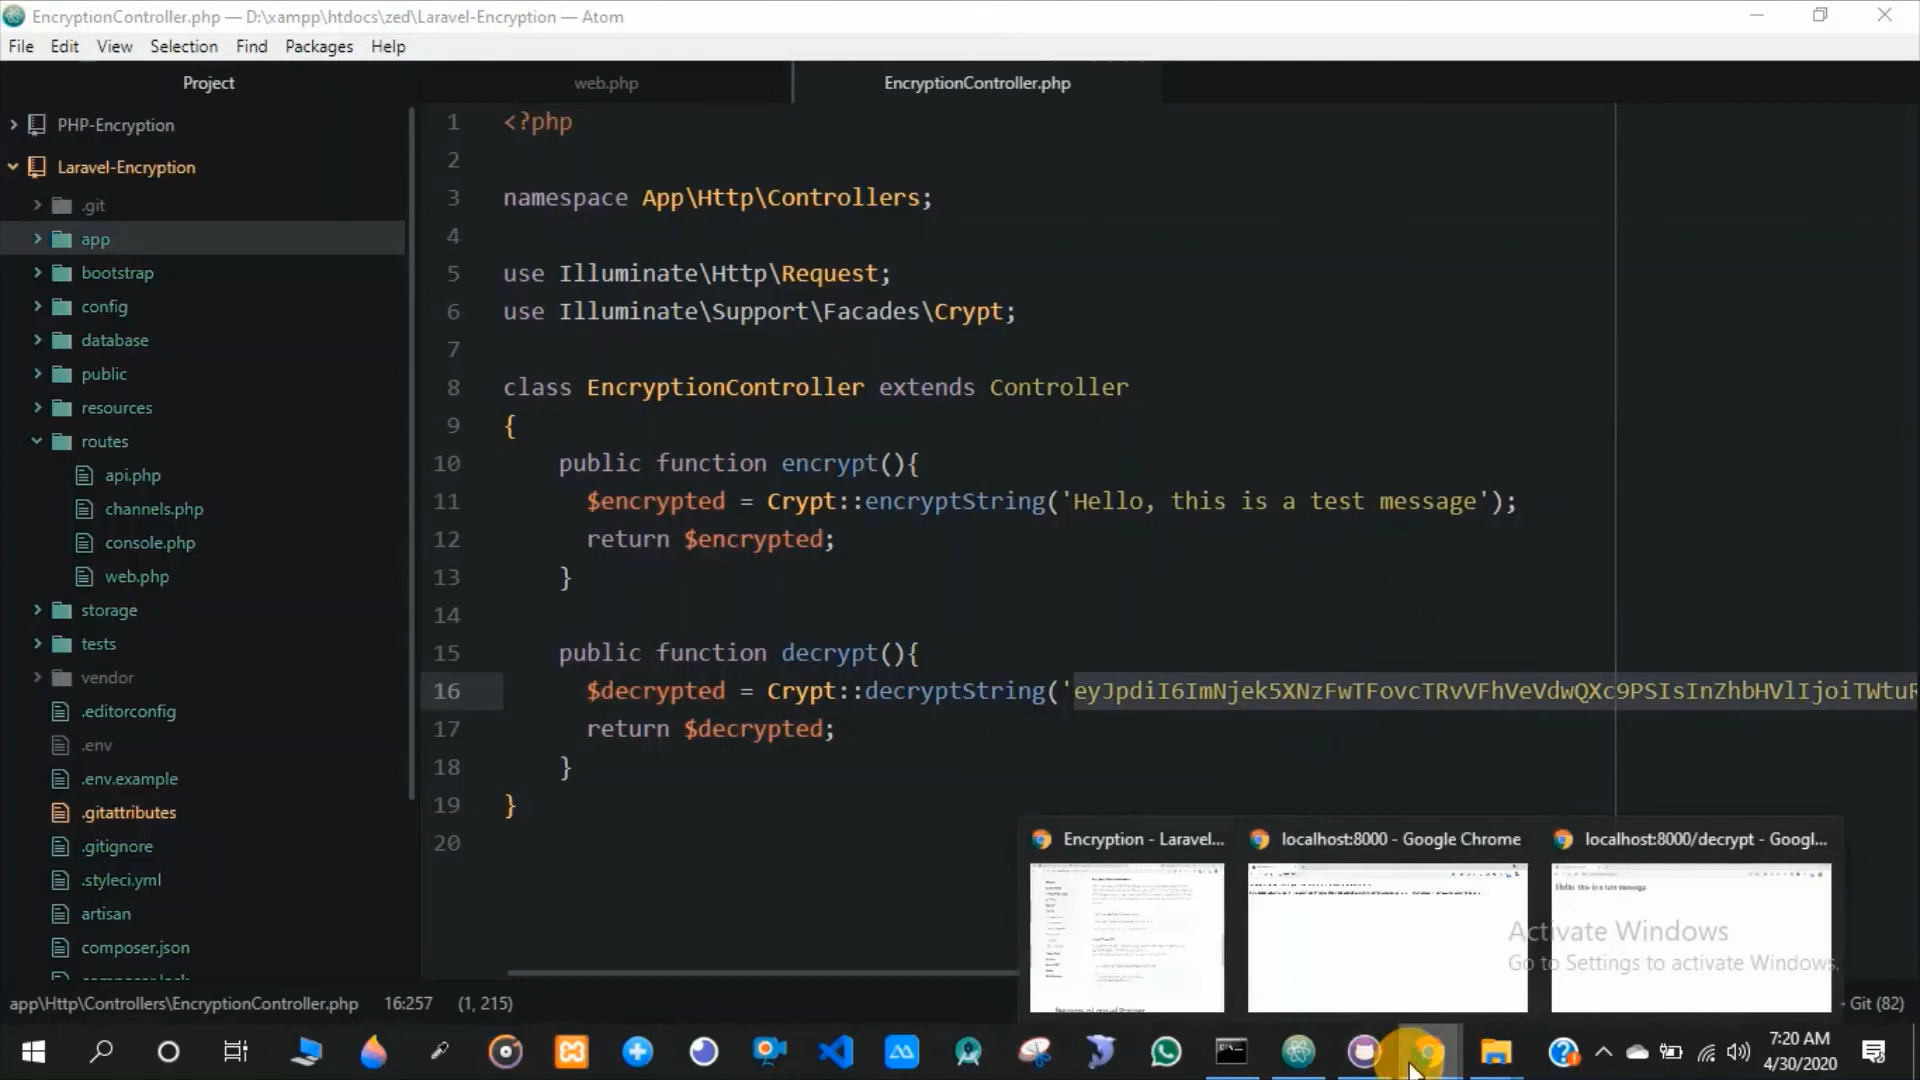 EncryptionController.php — D:\xampp\htdocs\zed\Laravel-Encryption — Atom
File Edit View Selection Find Packages Help
Project
web.php
EncryptionController.php
PHP-Encryption
Laravel-Encryption
.git
app
bootstrap
config
database
public
resources
routes
api.php
channels.php
console.php
web.php
storage
tests
vendor
.editorconfig
.env
.env.example
.gitattributes
.gitignore
.styleci.yml
artisan
composer.json
composer.lock
1 <?php
2
3 namespace App\Http\Controllers;
4
5 use Illuminate\Http\Request;
6 use Illuminate\Support\Facades\Crypt;
7
8 class EncryptionController extends Controller
9 {
10 public function encrypt(){
11 $encrypted = Crypt::encryptString('Hello, this is a test message');
12 return $encrypted;
13 }
14
15 public function decrypt(){
16 $decrypted = Crypt::decryptString('eyJpdiI6ImNjek5XNzFwTFovcTRvVFhVeVdwQXc9PSIsInZhbHVlIjoiTWtuR
17 return $decrypted;
18 }
19 }
20
Encryption - Laravel...
localhost:8000 - Google Chrome
localhost:8000/decrypt - Googl...
Hello, this is a test message
Activate Windows
Go to Settings to activate Windows.
app\Http\Controllers\EncryptionController.php 16:257 (1, 215)
Git (82)
7:20 AM
4/30/2020